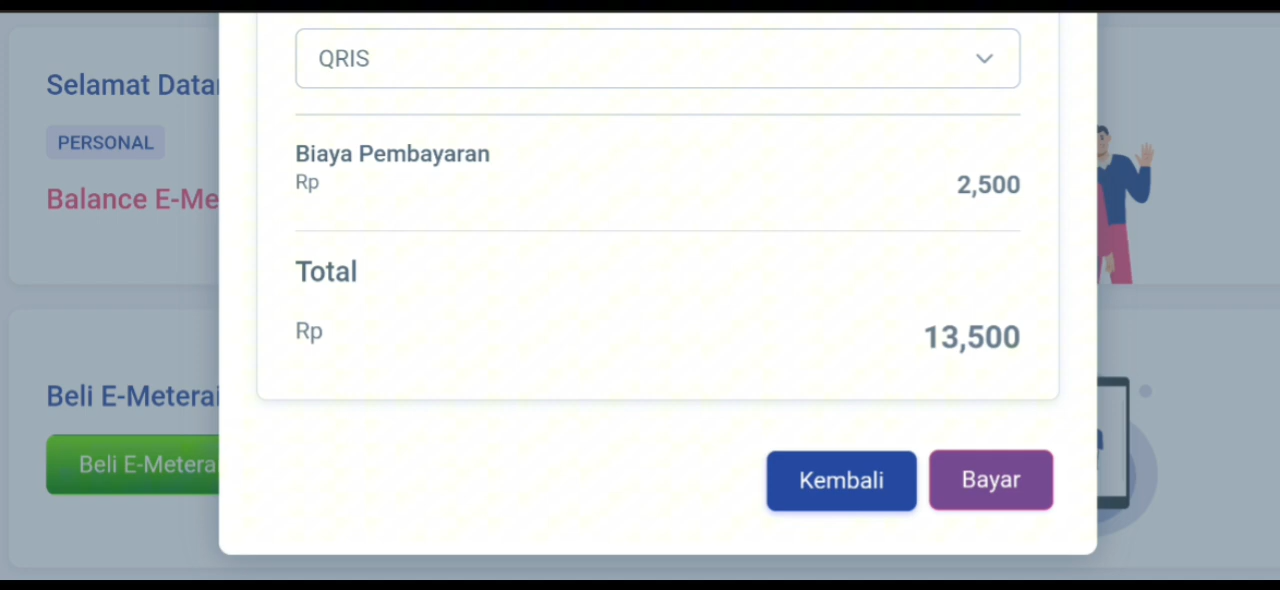 QRIS
Selamat Data
PERSONAL
Balance E-Me
Biaya Pembayaran
Rp 2,500
Total
Rp 13,500
Beli E-Meterai
Beli E-Metera
Kembali Bayar